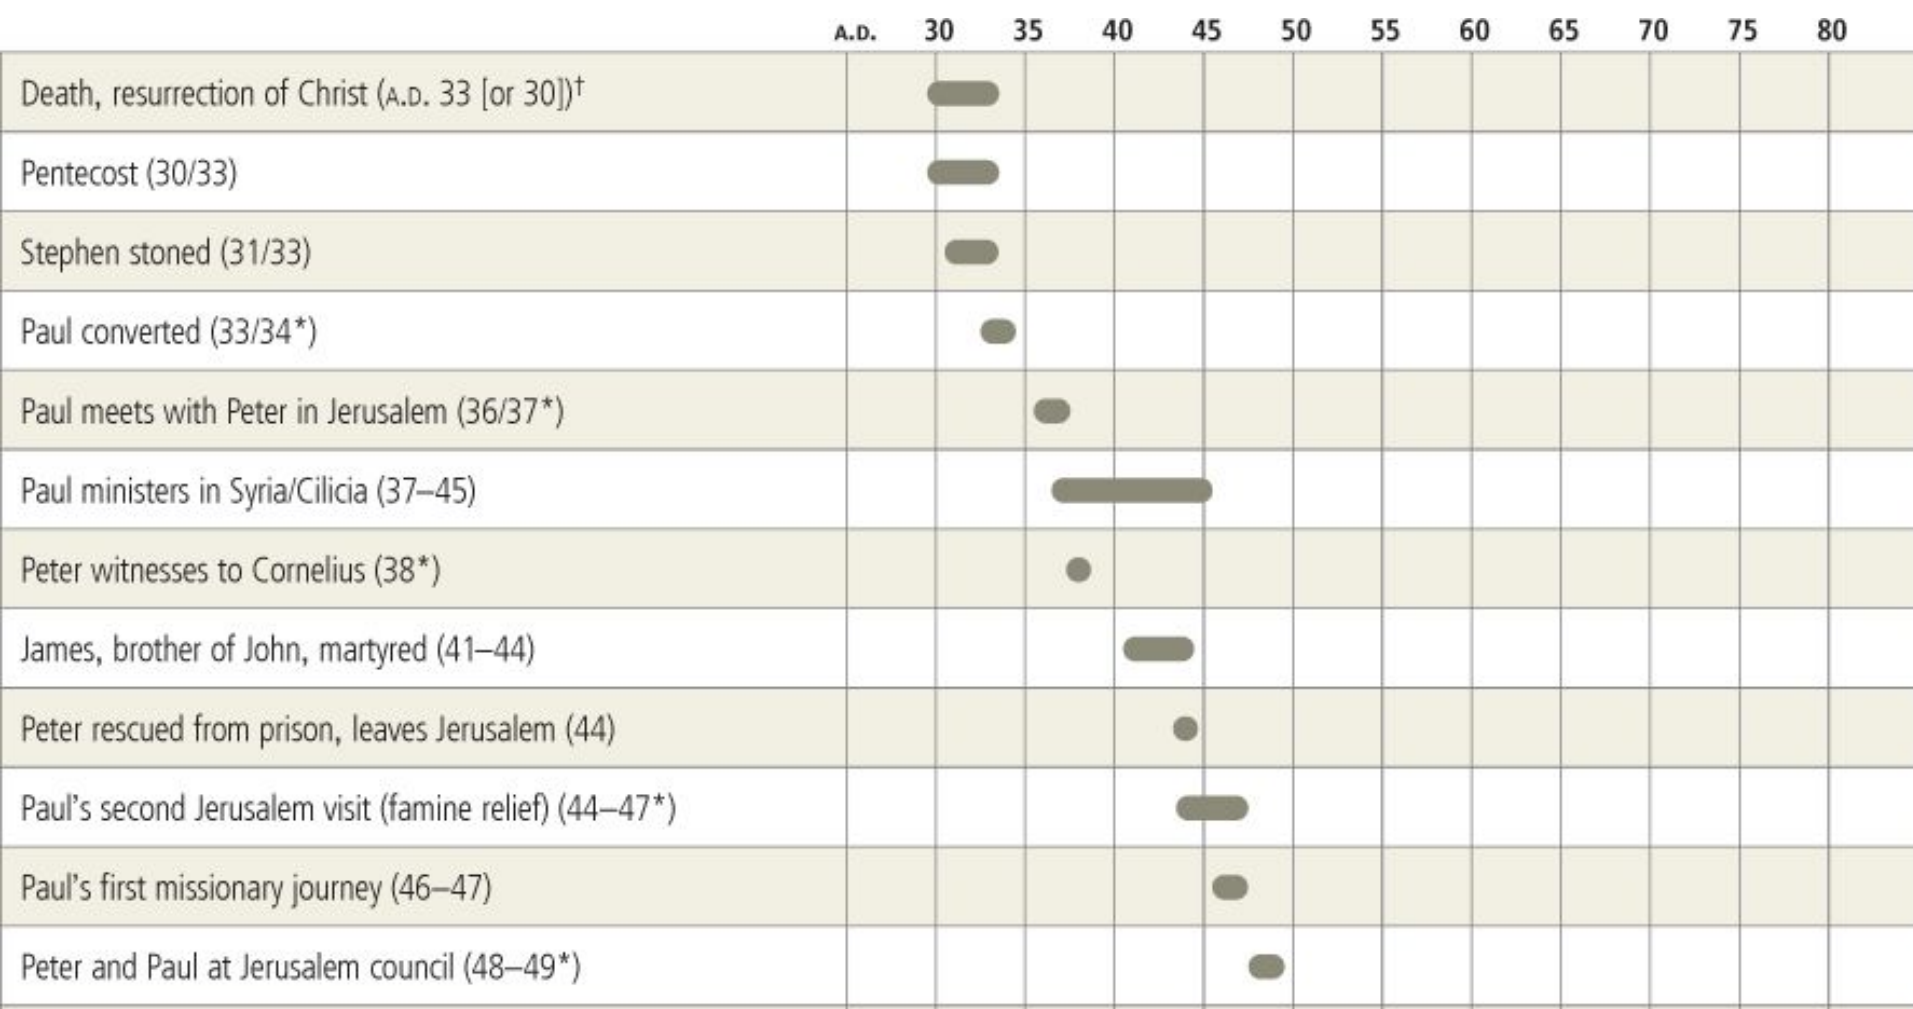 A.D. 30 35 40 45 50 55 60 65 70 75 80
Death, resurrection of Christ (A.D. 33 [or 30])†
Pentecost (30/33)
Stephen stoned (31/33)
Paul converted (33/34*)
Paul meets with Peter in Jerusalem (36/37*)
Paul ministers in Syria/Cilicia (37–45)
Peter witnesses to Cornelius (38*)
James, brother of John, martyred (41–44)
Peter rescued from prison, leaves Jerusalem (44)
Paul’s second Jerusalem visit (famine relief) (44–47*)
Paul’s first missionary journey (46–47)
Peter and Paul at Jerusalem council (48–49*)